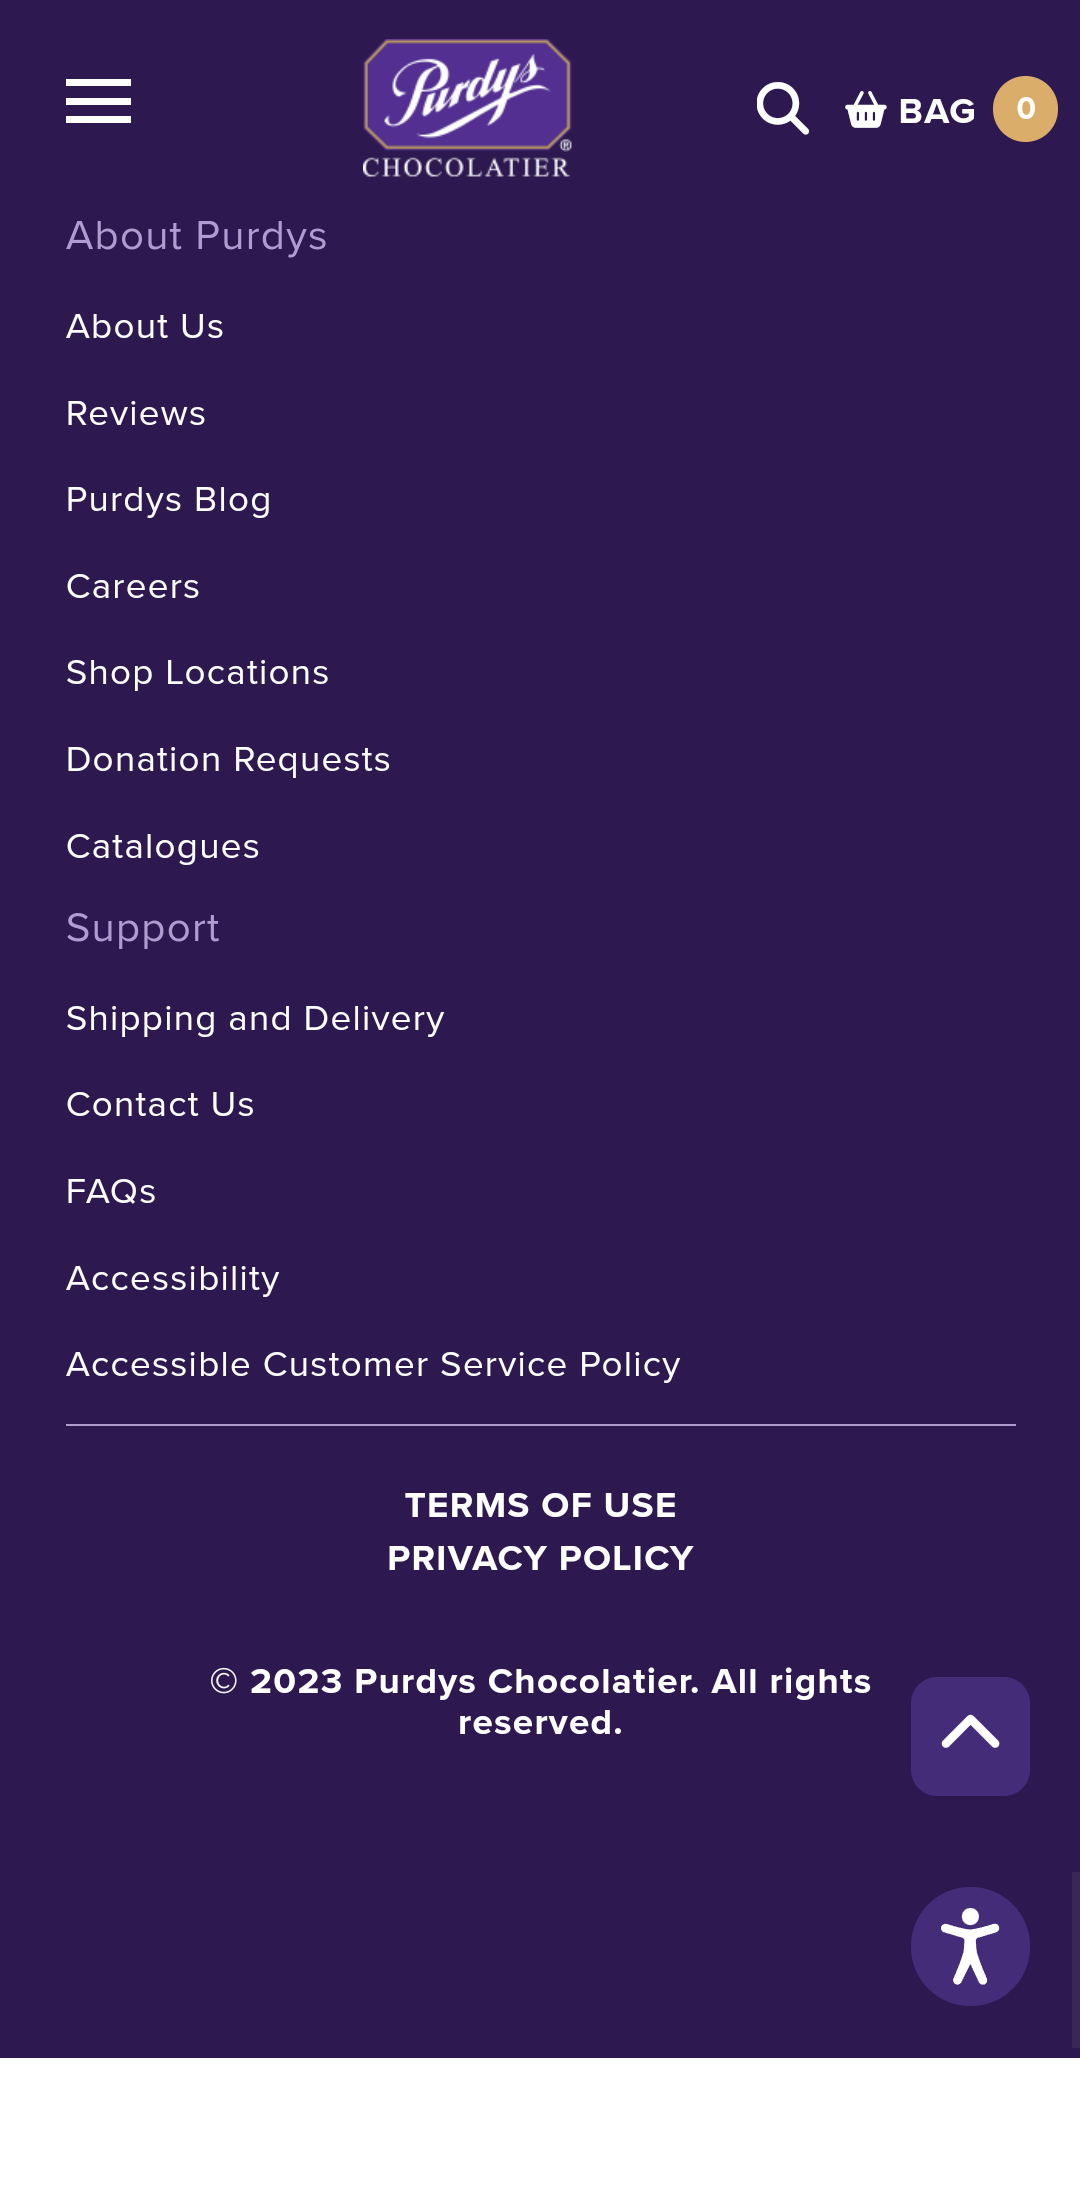 Purdys
®
CHOCOLATIER
BAG 0
About Purdys
About Us
Reviews
Purdys Blog
Careers
Shop Locations
Donation Requests
Catalogues
Support
Shipping and Delivery
Contact Us
FAQs
Accessibility
Accessible Customer Service Policy
TERMS OF USE
PRIVACY POLICY
© 2023 Purdys Chocolatier. All rights
reserved.